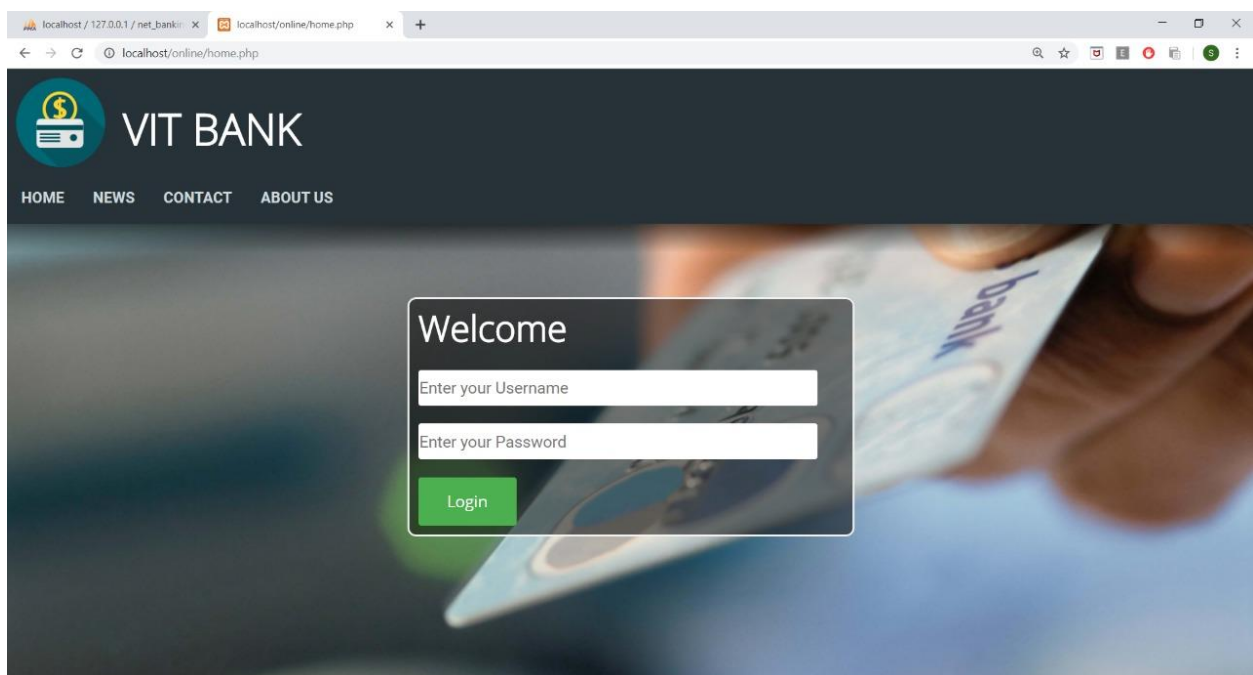 localhost / 127.0.0.1 / net_bankin
localhost/online/home.php
localhost/online/home.php
VIT BANK
HOME NEWS CONTACT ABOUT US
bank
Welcome
Enter your Username
Enter your Password
Login